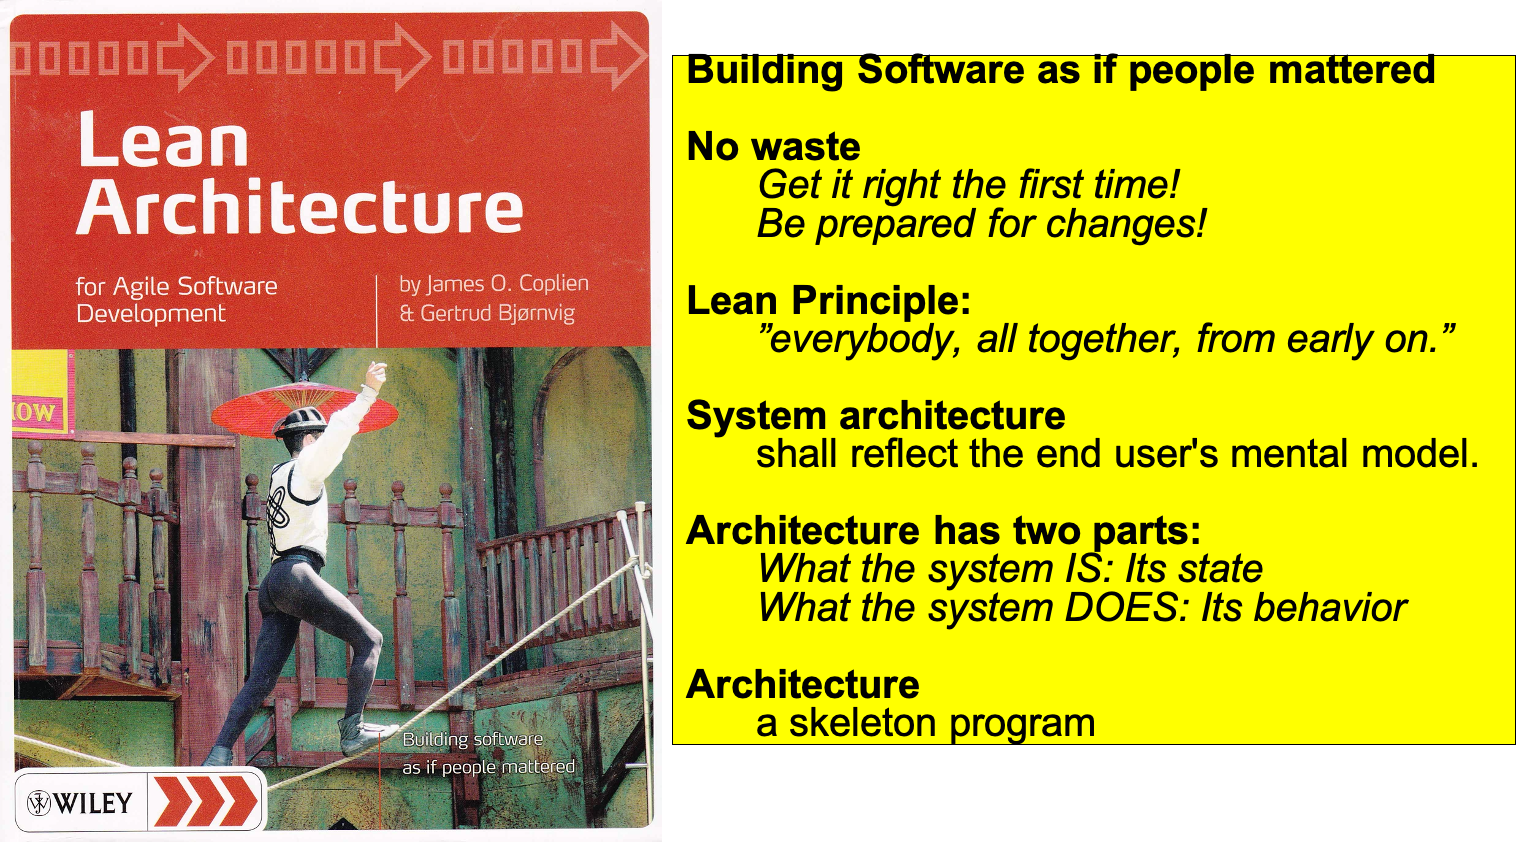 Lean
Architecture
for Agile Software
Development
by James O. Coplien
& Gertrud Bjørnvig
OW
Building software
as if people mattered
WILEY
Building Software as if people mattered
No waste
Get it right the first time!
Be prepared for changes!
Lean Principle:
”everybody, all together, from early on.”
System architecture
shall reflect the end user's mental model.
Architecture has two parts:
What the system IS: Its state
What the system DOES: Its behavior
Architecture
a skeleton program